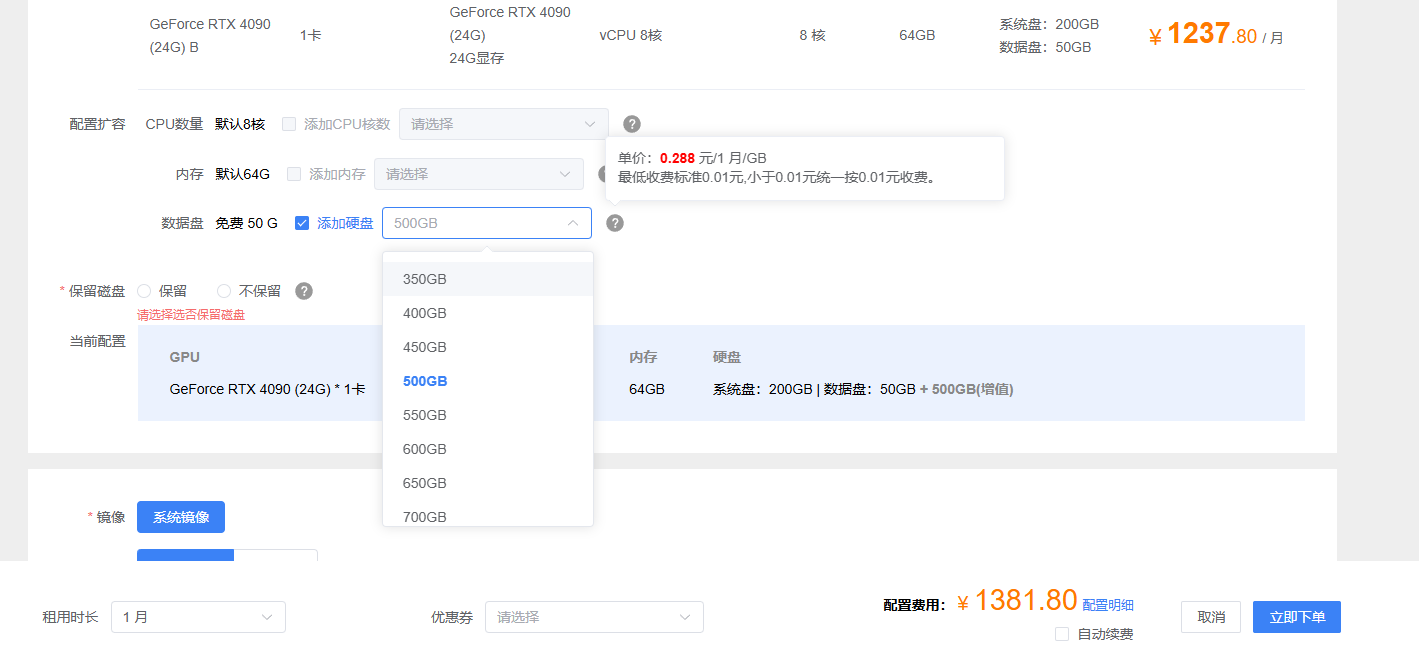 GeForce RTX 4090
(24G) B
1卡
GeForce RTX 4090
(24G)
24G显存
vCPU 8核
8 核
64GB
系统盘：200GB
数据盘：50GB
￥1237.80 / 月
配置扩容 CPU数量 默认8核 添加CPU核数 请选择 ?
单价：0.288 元/1 月/GB
最低收费标准0.01元,小于0.01元统一按0.01元收费。
内存 默认64G 添加内存 请选择
数据盘 免费 50 G 添加硬盘 500GB ?
350GB
400GB
450GB
500GB
550GB
600GB
650GB
700GB
* 保留磁盘 保留 不保留 ?
请选择选否保留磁盘
当前配置
GPU
GeForce RTX 4090 (24G) * 1卡
内存
64GB
硬盘
系统盘：200GB | 数据盘：50GB + 500GB(增值)
* 镜像 系统镜像
租用时长 1 月
优惠券 请选择
配置费用：￥1381.80 配置明细
自动续费
取消
立即下单